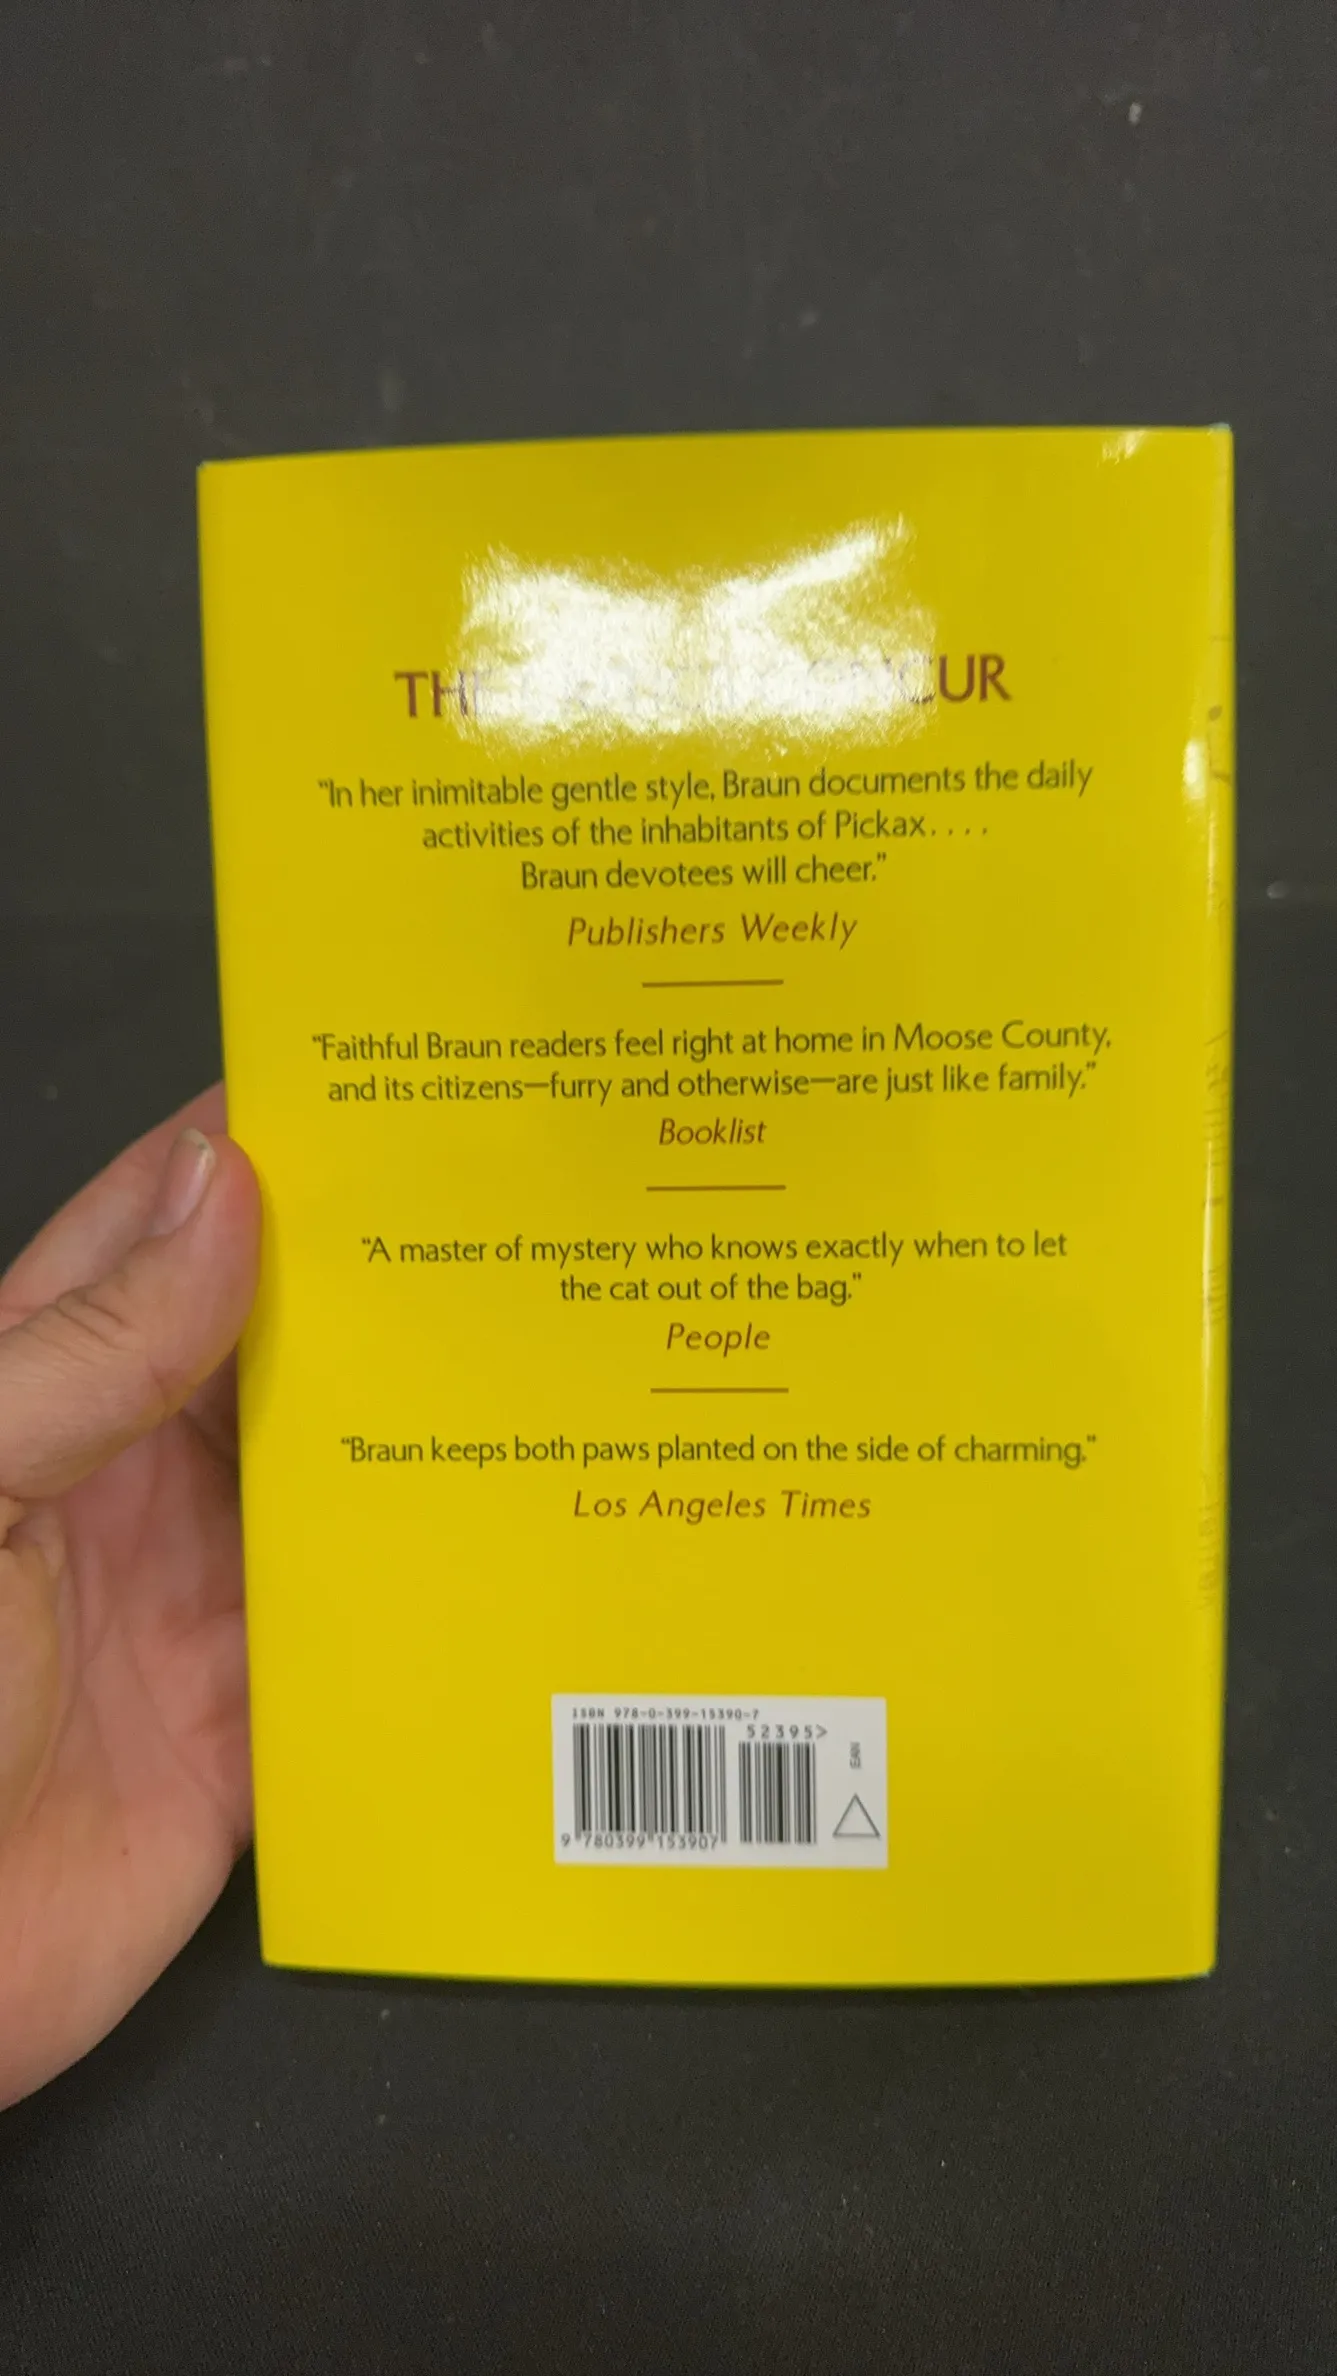 CUR
"In her inimitable gentle style, Braun documents the daily
activities of the inhabitants of Pickax. . . .
Braun devotees will cheer."
Publishers Weekly
"Faithful Braun readers feel right at home in Moose County,
and its citizens—furry and otherwise—are just like family."
Booklist
"A master of mystery who knows exactly when to let
the cat out of the bag."
People
"Braun keeps both paws planted on the side of charming."
Los Angeles Times
ISBN 978-0-399-15390-7
52395>
EAN
9 780399 153907